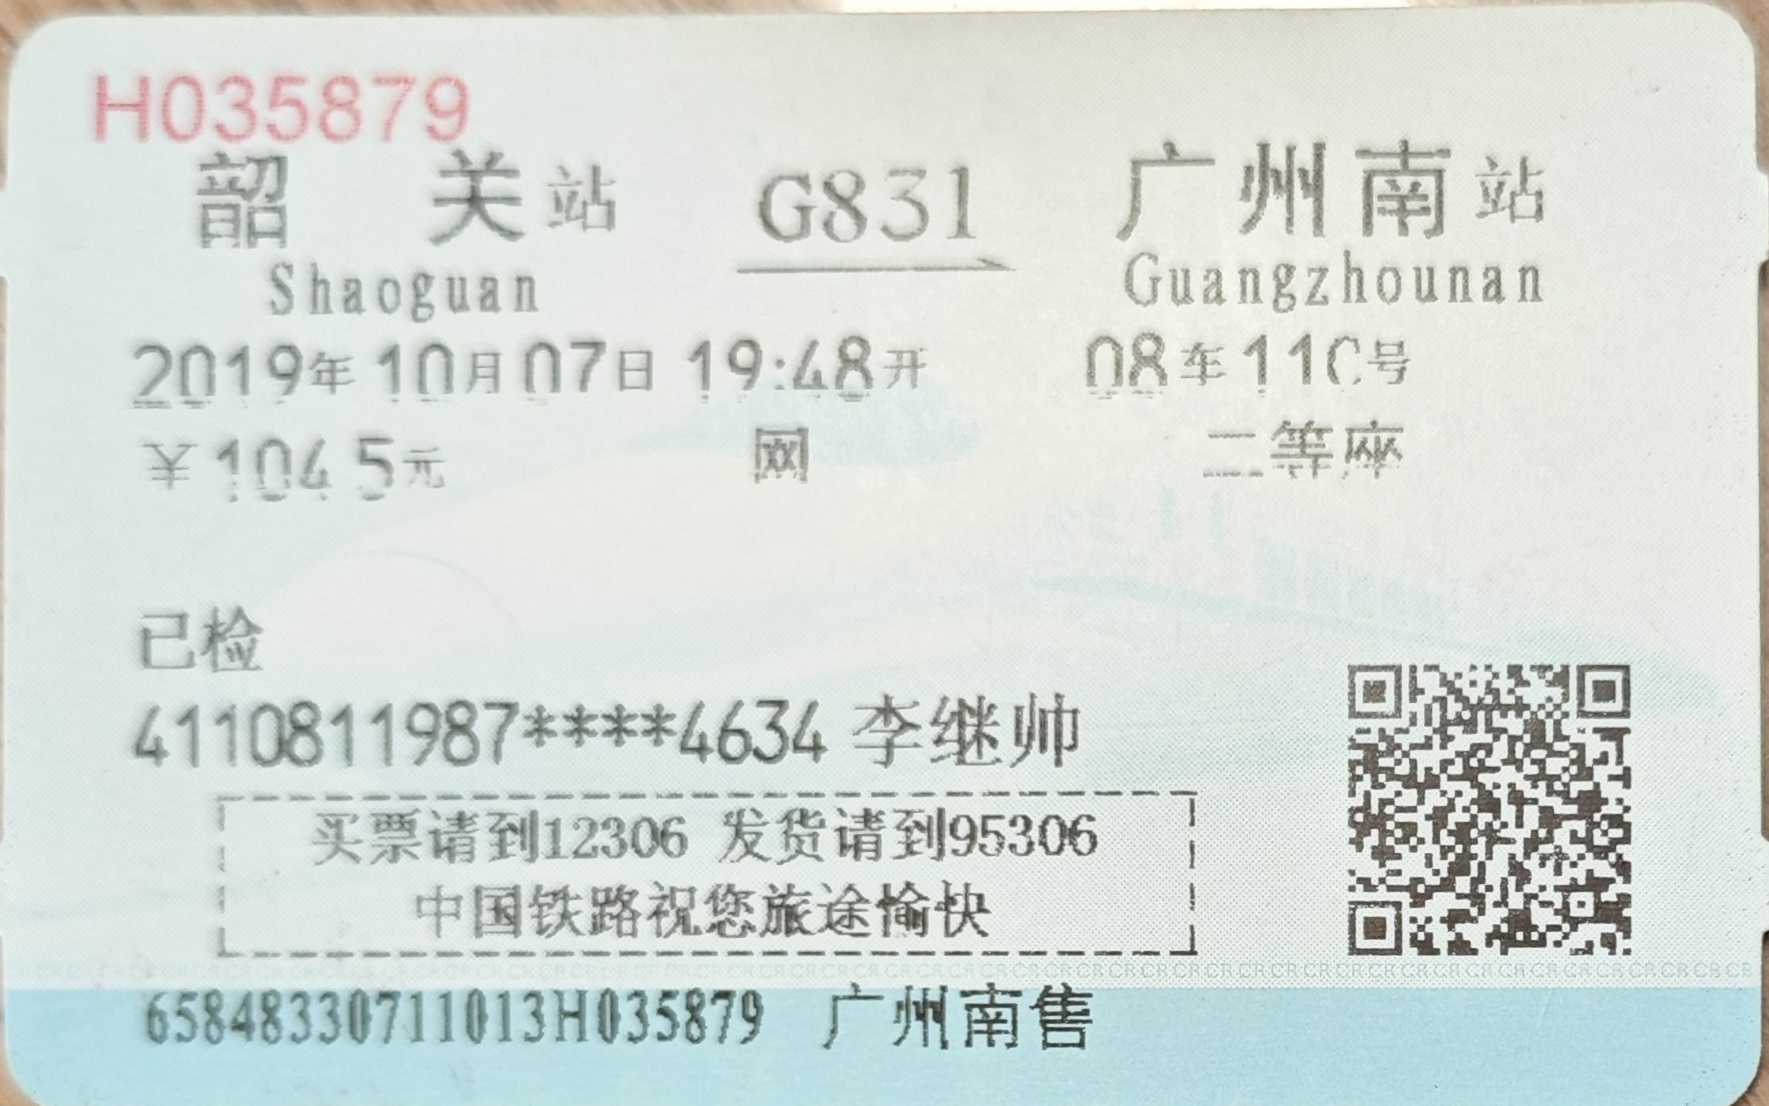 H035879
韶关站 G831 广州南站
Shaoguan Guangzhounan
2019年10月07日 19:48开 08车11C号
￥104.5元 网 二等座
已检
4110811987****4634 李继帅
买票请到12306 发货请到95306
中国铁路祝您旅途愉快
65848330711013H035879 广州南售